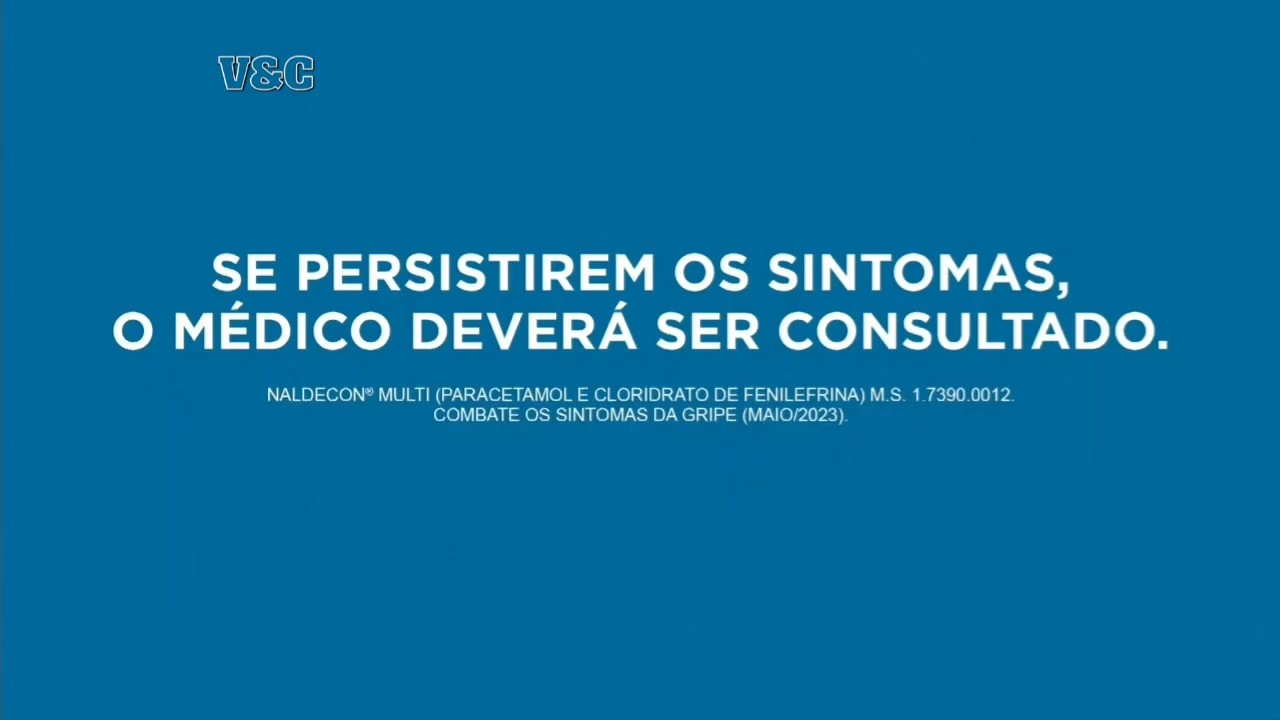 V&C
SE PERSISTIREM OS SINTOMAS,
O MÉDICO DEVERÁ SER CONSULTADO.
NALDECON® MULTI (PARACETAMOL E CLORIDRATO DE FENILEFRINA) M.S. 1.7390.0012.
COMBATE OS SINTOMAS DA GRIPE (MAIO/2023).